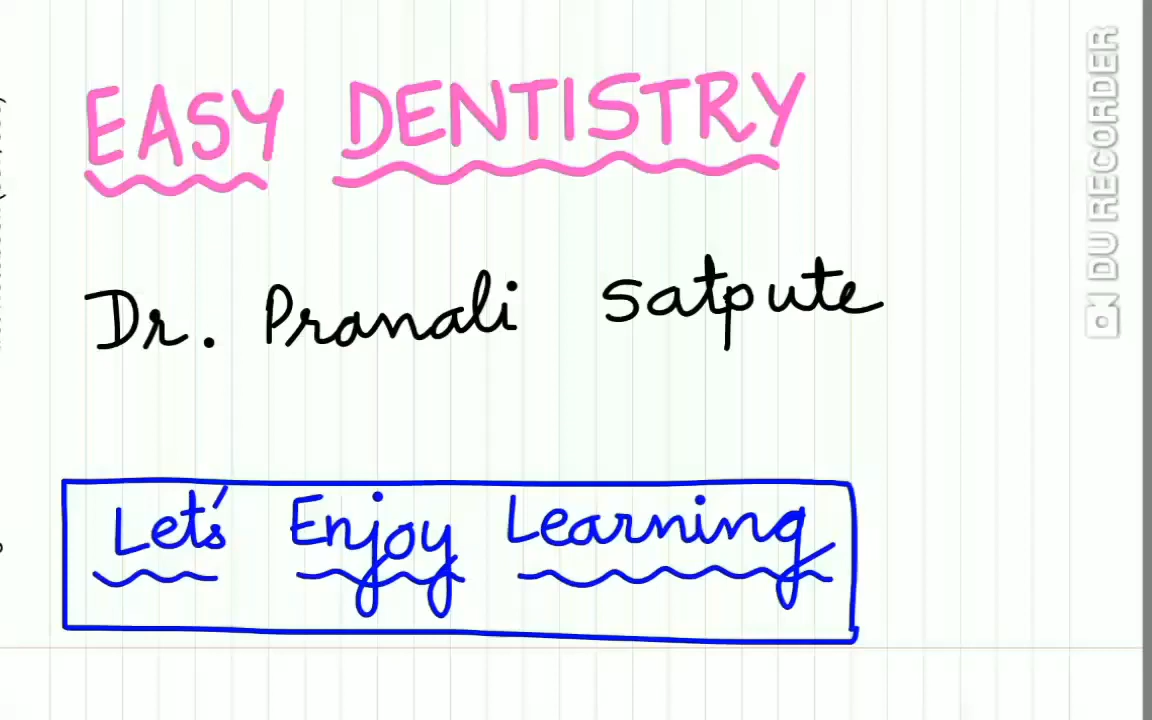 EASY DENTISTRY
Dr. Pranali Satpute
Let's Enjoy Learning
DU RECORDER